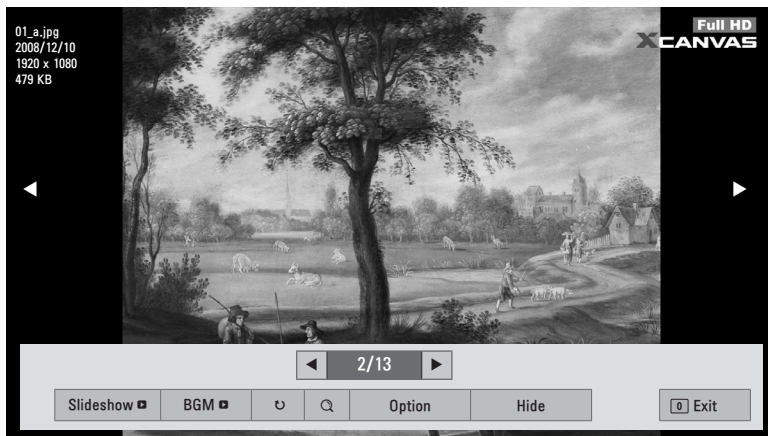 01_a.jpg
2008/12/10
1920 x 1080
479 KB
Full HD
XCANVAS
2/13
Slideshow BGM Option Hide 0 Exit